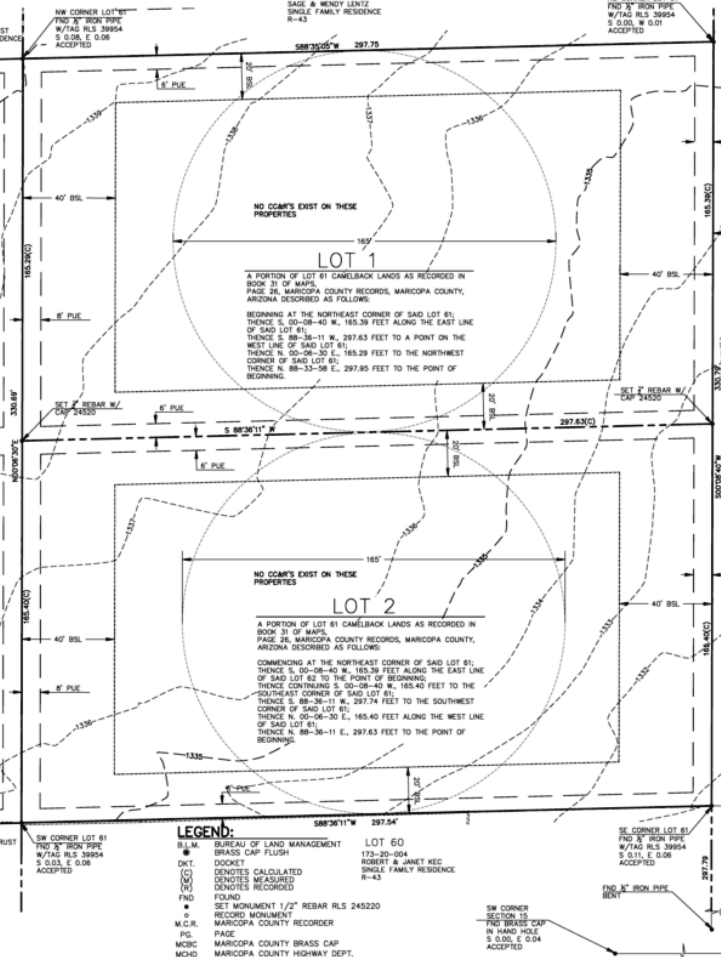 SAGE & WENDY LENTZ
SINGLE FAMILY RESIDENCE
R-43
NW CORNER LOT 61
FND ½" IRON PIPE
W/TAG RLS 39954
S 0.08, E 0.06
ACCEPTED
FND ½" IRON PIPE
W/TAG RLS 39954
S 0.00, W 0.01
ACCEPTED
S88°35'05"W 297.75
6' PUE
20' BSL
1339
1338
1337
1336
1335
40' BSL
NO CC&R'S EXIST ON THESE
PROPERTIES
165'
165.29(C)
165.39(C)
LOT 1
40' BSL
A PORTION OF LOT 61 CAMELBACK LANDS AS RECORDED IN
BOOK 31 OF MAPS,
PAGE 26, MARICOPA COUNTY RECORDS, MARICOPA COUNTY,
ARIZONA DESCRIBED AS FOLLOWS:
BEGINNING AT THE NORTHEAST CORNER OF SAID LOT 61;
THENCE S, 00-08-40 W., 165.39 FEET ALONG THE EAST LINE
OF SAID LOT 61;
THENCE S. 88-36-11 W., 297.63 FEET TO A POINT ON THE
WEST LINE OF SAID LOT 61;
THENCE N. 00-06-30 E., 165.29 FEET TO THE NORTHWEST
CORNER OF SAID LOT 61;
THENCE N. 88-33-58 E., 297.95 FEET TO THE POINT OF
BEGINNING.
8' PUE
330.69'
330.79'
SET ½" REBAR W/
CAP 24520
SET ½" REBAR W/
CAP 24520
6' PUE
20' BSL
S 88°36'11" W
297.63(C)
6' PUE
20' BSL
N00°06'30"E
S00°08'40"W
1337
1336
1335
165'
NO CC&R'S EXIST ON THESE
PROPERTIES
LOT 2
1334
1333
1332
165.40(C)
165.40(C)
40' BSL
40' BSL
A PORTION OF LOT 61 CAMELBACK LANDS AS RECORDED IN
BOOK 31 OF MAPS,
PAGE 26, MARICOPA COUNTY RECORDS, MARICOPA COUNTY,
ARIZONA DESCRIBED AS FOLLOWS:
COMMENCING AT THE NORTHEAST CORNER OF SAID LOT 61;
THENCE S, 00-08-40 W., 165.39 FEET ALONG THE EAST LINE
OF SAID LOT 62 TO THE POINT OF BEGINNING;
THENCE CONTINUING S. 00-08-40 W., 165.40 FEET TO THE
SOUTHEAST CORNER OF SAID LOT 61;
THENCE S. 88-36-11 W., 297.74 FEET TO THE SOUTHWEST
CORNER OF SAID LOT 61;
THENCE N. 00-06-30 E., 165.40 FEET ALONG THE WEST LINE
OF SAID LOT 61;
THENCE N. 88-36-11 E., 297.63 FEET TO THE POINT OF
BEGINNING.
8' PUE
1336
1335
6' PUE
20' BSL
S88°36'11"W 297.54'
RUST
SW CORNER LOT 61
FND ½" IRON PIPE
W/TAG RLS 39954
S 0.03, E 0.06
ACCEPTED
LEGEND:
B.L.M. BUREAU OF LAND MANAGEMENT
BRASS CAP FLUSH
DKT. DOCKET
(C) DENOTES CALCULATED
(M) DENOTES MEASURED
(R) DENOTES RECORDED
FND FOUND
SET MONUMENT 1/2" REBAR RLS 245220
RECORD MONUMENT
M.C.R. MARICOPA COUNTY RECORDER
PG. PAGE
MCBC MARICOPA COUNTY BRASS CAP
MCHD MARICOPA COUNTY HIGHWAY DEPT.
LOT 60
173-20-004
ROBERT & JANET KEC
SINGLE FAMILY RESIDENCE
R-43
SE CORNER LOT 61
FND ½" IRON PIPE
W/TAG RLS 39954
S 0.11, E 0.06
ACCEPTED
FND ½" IRON PIPE
BENT
297.79
SW CORNER
SECTION 15
FND BRASS CAP
IN HAND HOLE
S 0.00, E 0.04
ACCEPTED